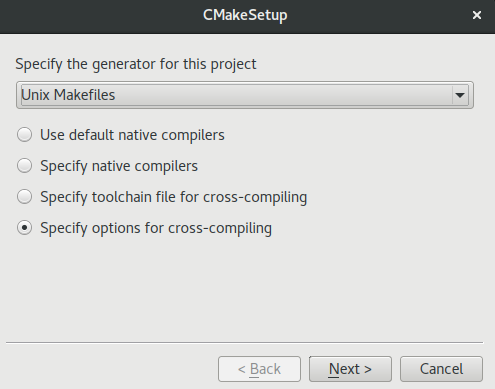 CMakeSetup
Specify the generator for this project
Unix Makefiles
Use default native compilers
Specify native compilers
Specify toolchain file for cross-compiling
Specify options for cross-compiling
< Back Next > Cancel